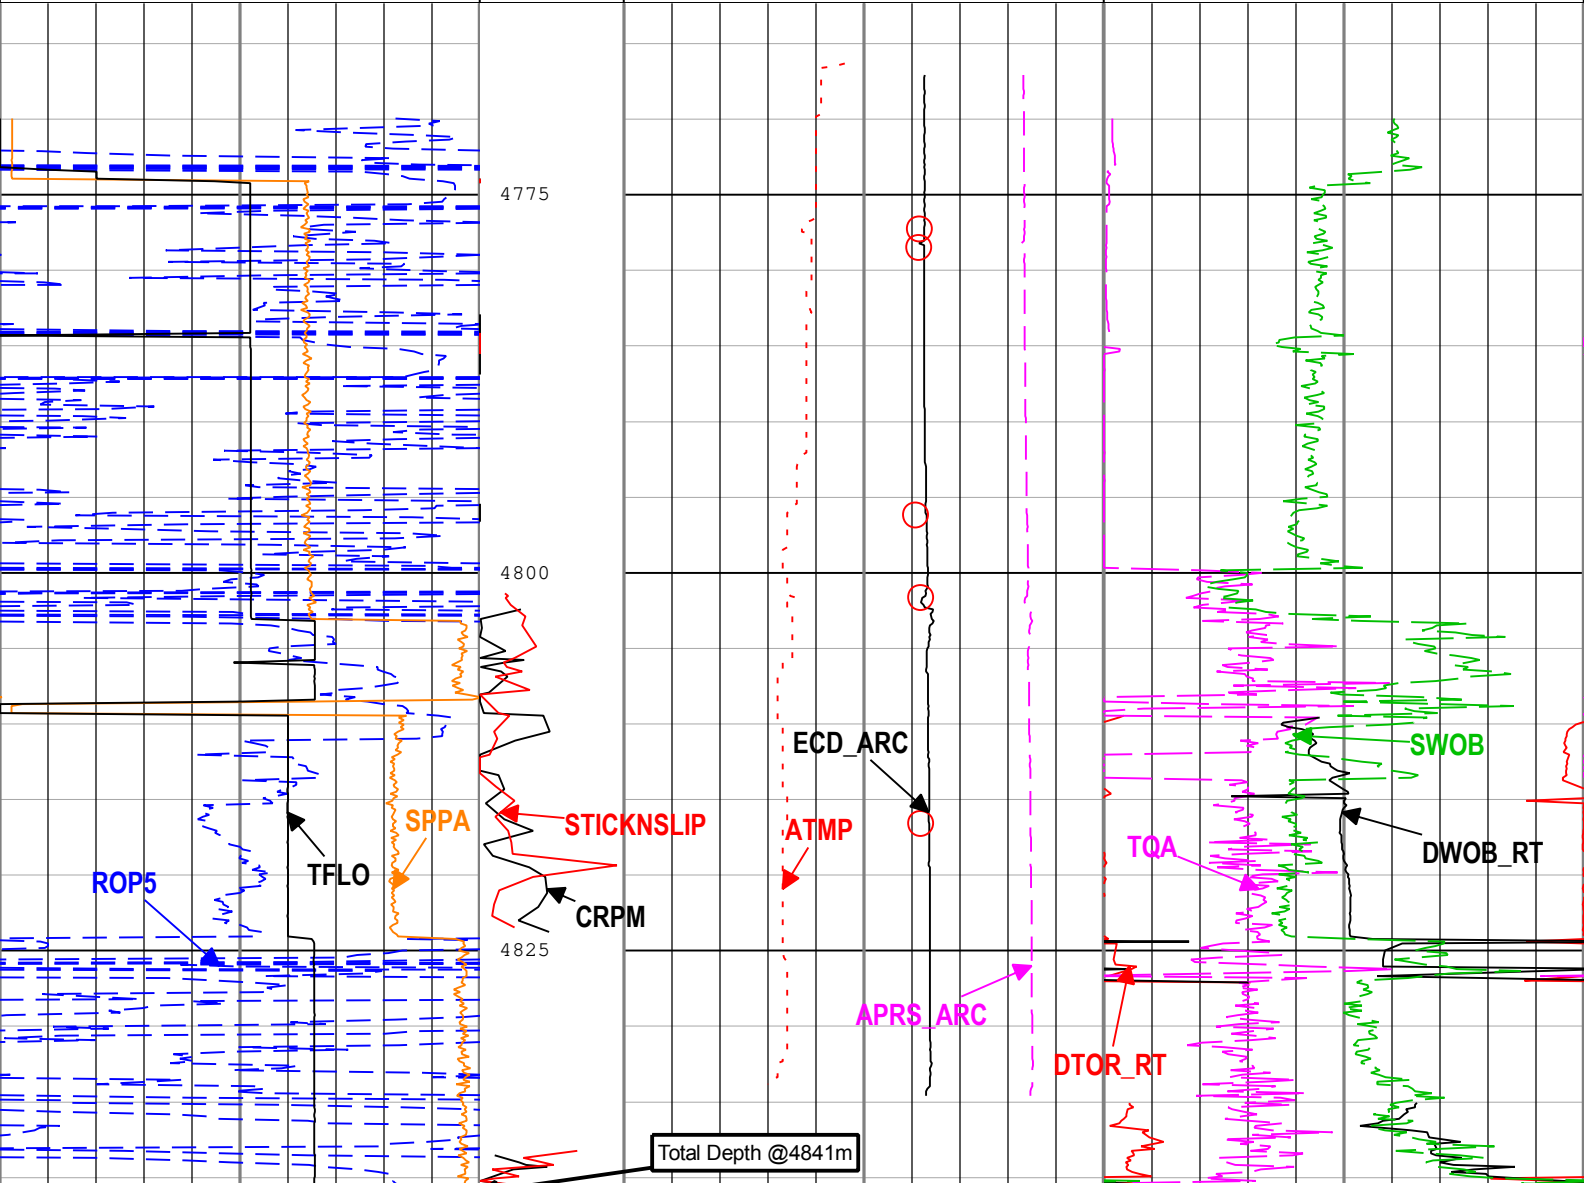 4775
4800
ECD_ARC
SWOB
SPPA
STICKNSLIP
ATMP
TQA
DWOB_RT
ROP5
TFLO
CRPM
4825
APRS_ARC
DTOR_RT
Total Depth @4841m